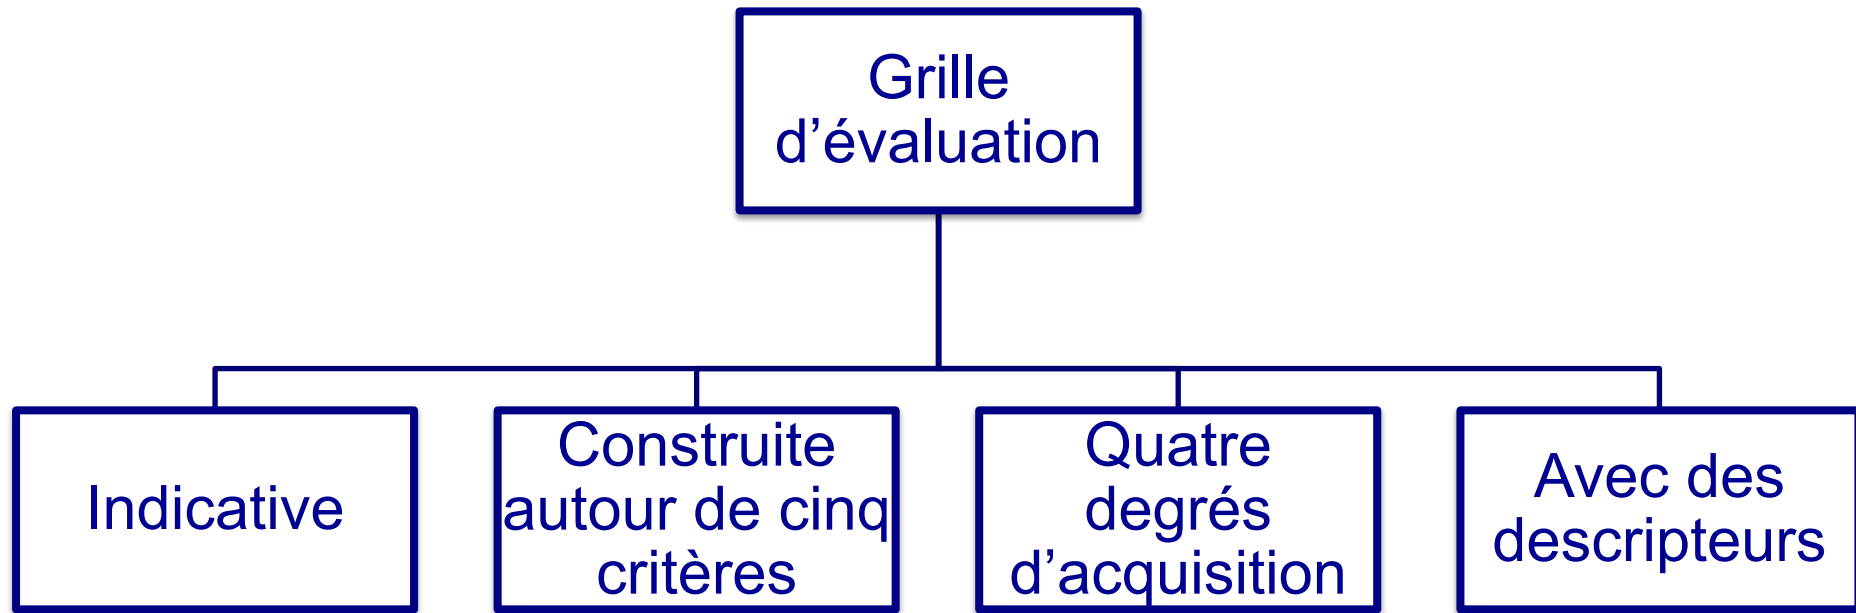 Grille
d’évaluation
Indicative
Construite
autour de cinq
critères
Quatre
degrés
d’acquisition
Avec des
descripteurs